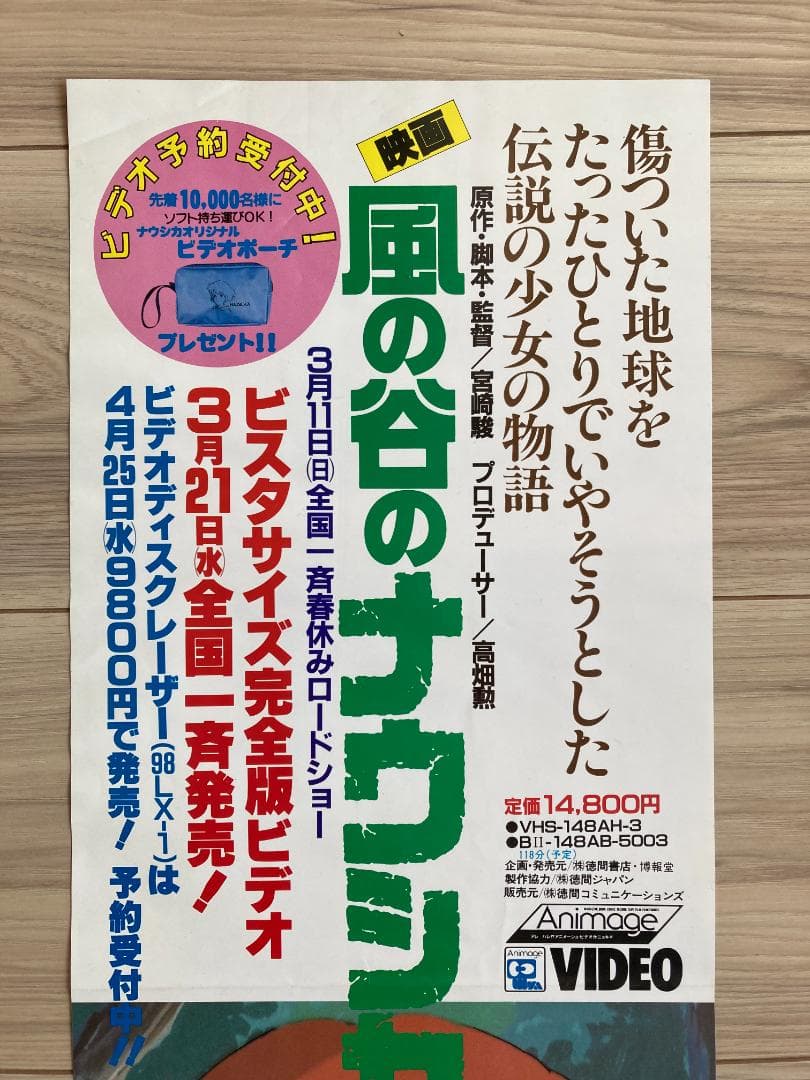 傷ついた地球を
たったひとりでいやそうとした
伝説の少女の物語
映画
風の谷のナウシカ
原作・脚本・監督／宮崎駿 プロデューサー／高畑勲
3月11日(日)全国一斉春休みロードショー
ビスタサイズ完全版ビデオ
3月21日(水)全国一斉発売！
ビデオディスクレーザー(98LX-1)は
4月25日(水)9800円で発売！予約受付中!!
ビデオ予約受付中！
先着10,000名様に
ソフト持ち運びOK！
ナウシカオリジナル
ビデオポーチ
プレゼント!!
定価14,800円
●VHS-148AH-3
●BII-148AB-5003
118分(予定)
企画・発売元/㈱徳間書店・博報堂
製作協力/㈱徳間ジャパン
販売元/㈱徳間コミュニケーションズ
Animage
Animage
VIDEO